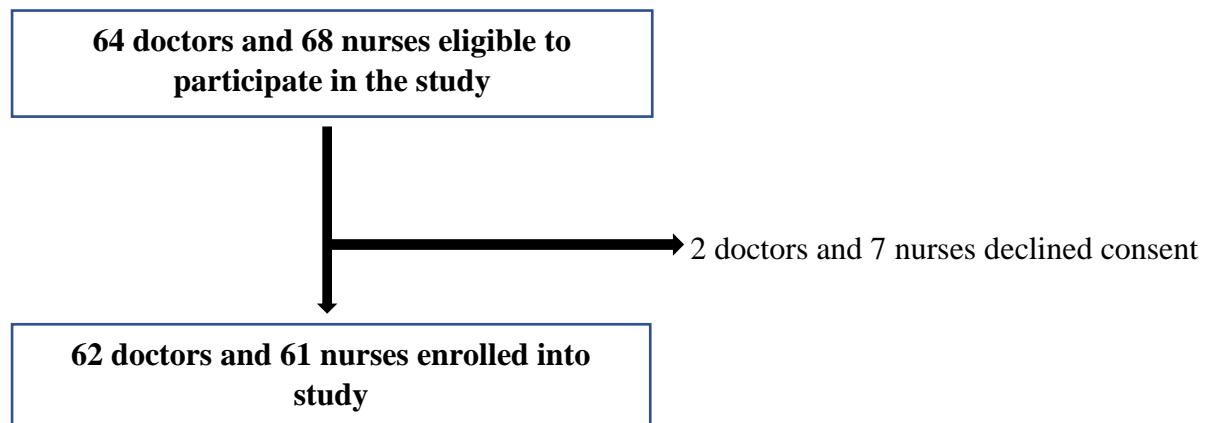 64 doctors and 68 nurses eligible to
participate in the study
2 doctors and 7 nurses declined consent
62 doctors and 61 nurses enrolled into
study